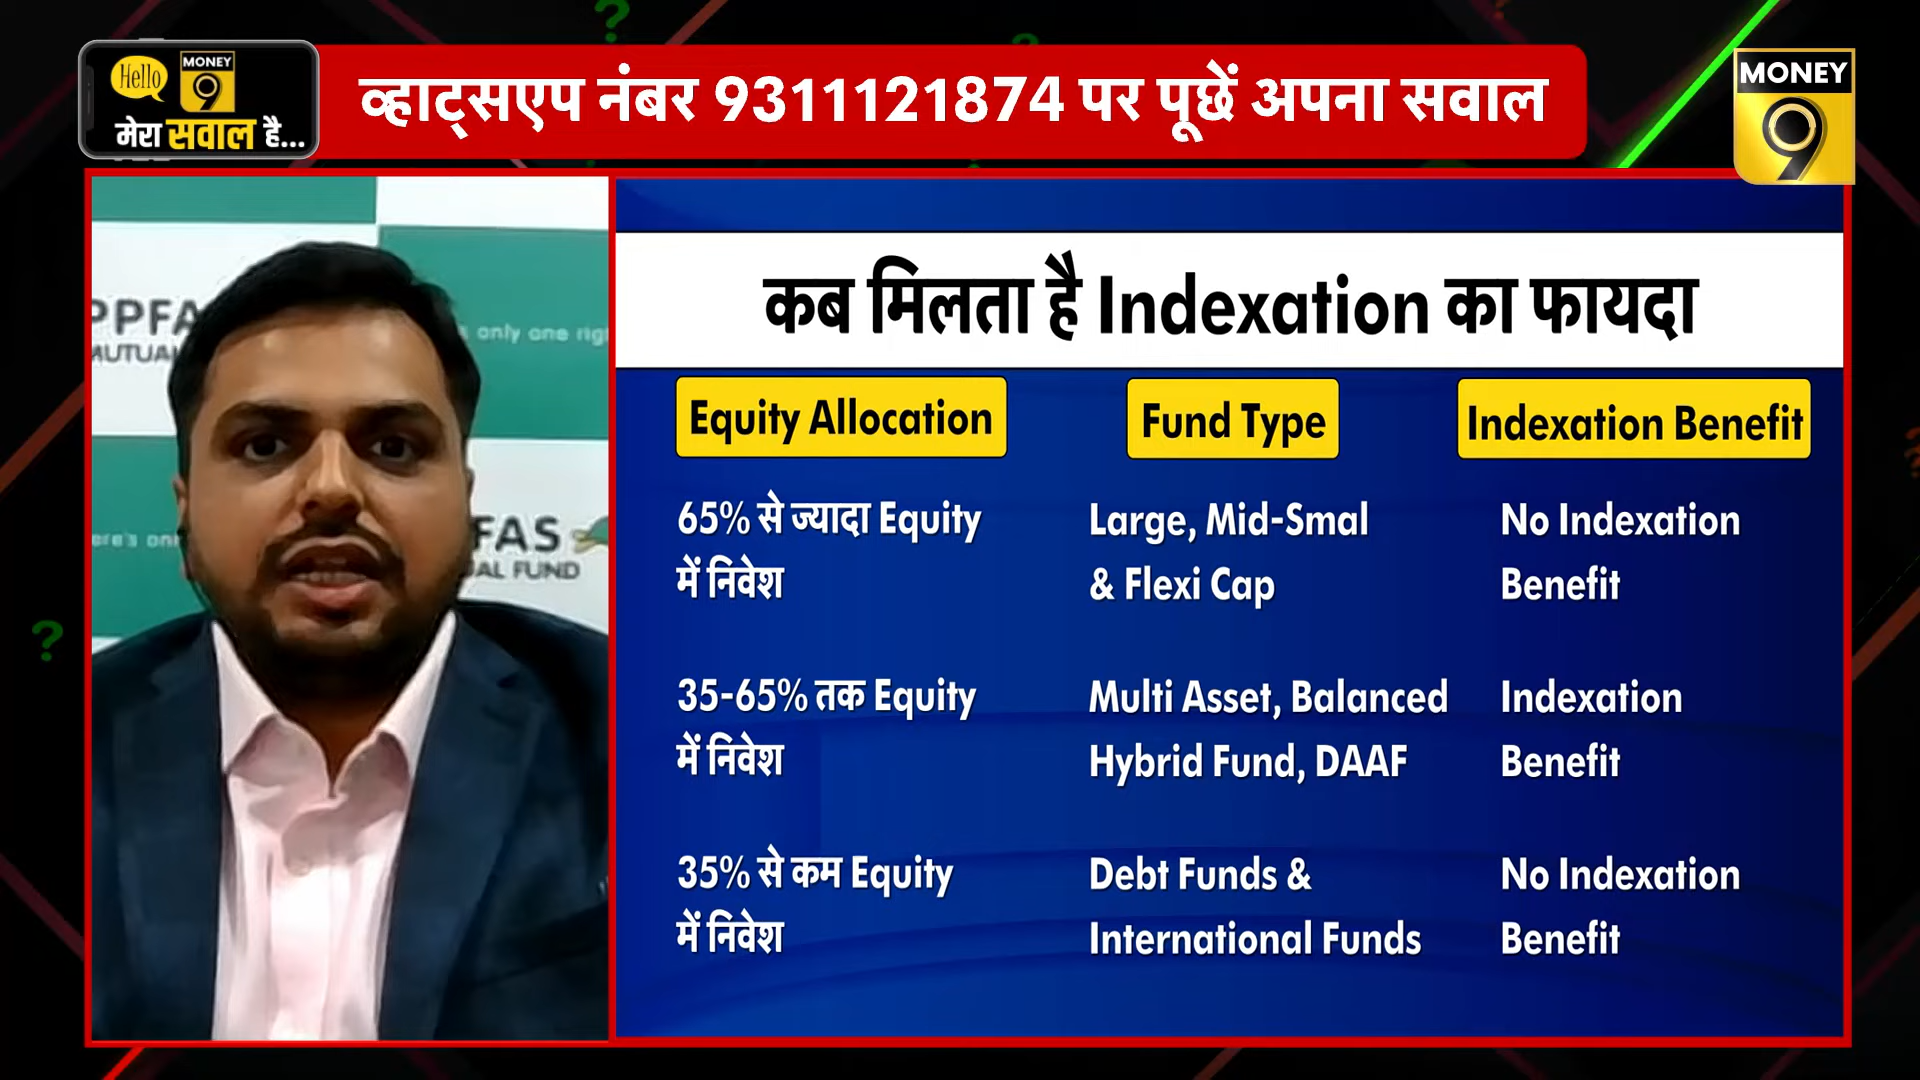 Hello
MONEY
9
मेरा सवाल है...
व्हाट्सएप नंबर 9311121874 पर पूछें अपना सवाल
MONEY
9
PPFA
MUTUAL
only one rig
FAS
MUTUAL FUND
कब मिलता है Indexation का फायदा
Equity Allocation
Fund Type
Indexation Benefit
65% से ज्यादा Equity
में निवेश
Large, Mid-Smal
& Flexi Cap
No Indexation
Benefit
35-65% तक Equity
में निवेश
Multi Asset, Balanced
Hybrid Fund, DAAF
Indexation
Benefit
35% से कम Equity
में निवेश
Debt Funds &
International Funds
No Indexation
Benefit